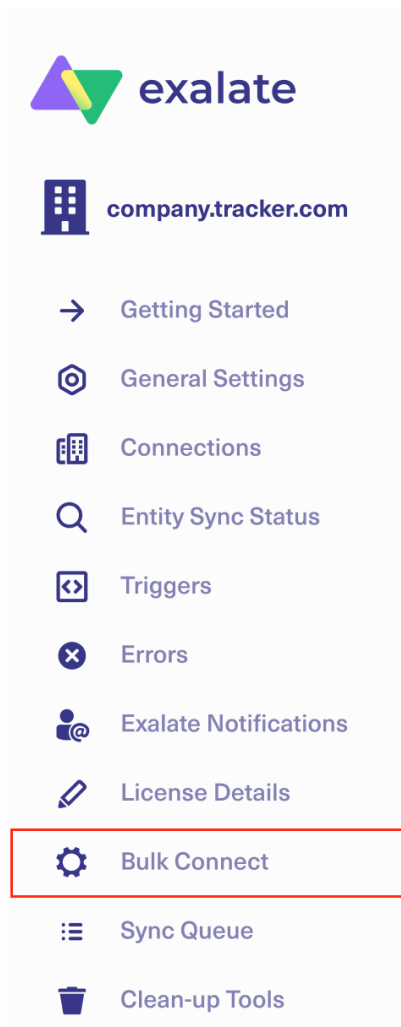 exalate
company.tracker.com
Getting Started
General Settings
Connections
Entity Sync Status
Triggers
Errors
Exalate Notifications
License Details
Bulk Connect
Sync Queue
Clean-up Tools